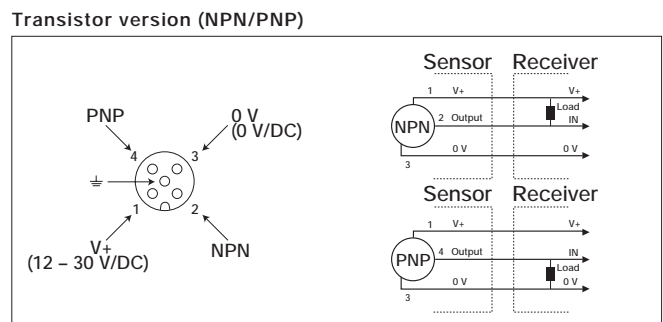 Transistor version (NPN/PNP)
PNP
0 V
(0 V/DC)
4
3
1
2
V+
(12 – 30 V/DC)
NPN
Sensor
Receiver
1
V+
V+
Load
NPN
2
Output
IN
0 V
0 V
3
Sensor
Receiver
1
V+
V+
PNP
4
Output
IN
Load
0 V
0 V
3